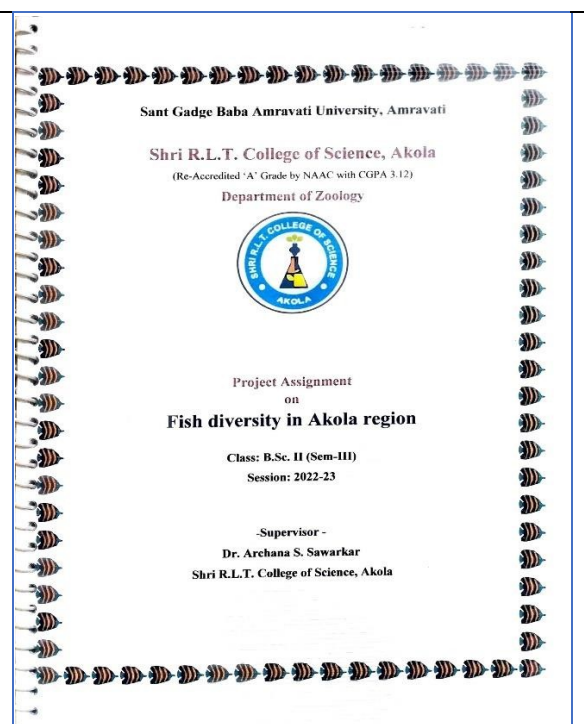 Sant Gadge Baba Amravati University, Amravati
Shri R.L.T. College of Science, Akola
(Re-Accredited ‘A’ Grade by NAAC with CGPA 3.12)
Department of Zoology
SHRI R.L.T. COLLEGE OF SCIENCE
AKOLA
Project Assignment
on
Fish diversity in Akola region
Class: B.Sc. II (Sem-III)
Session: 2022-23
-Supervisor -
Dr. Archana S. Sawarkar
Shri R.L.T. College of Science, Akola